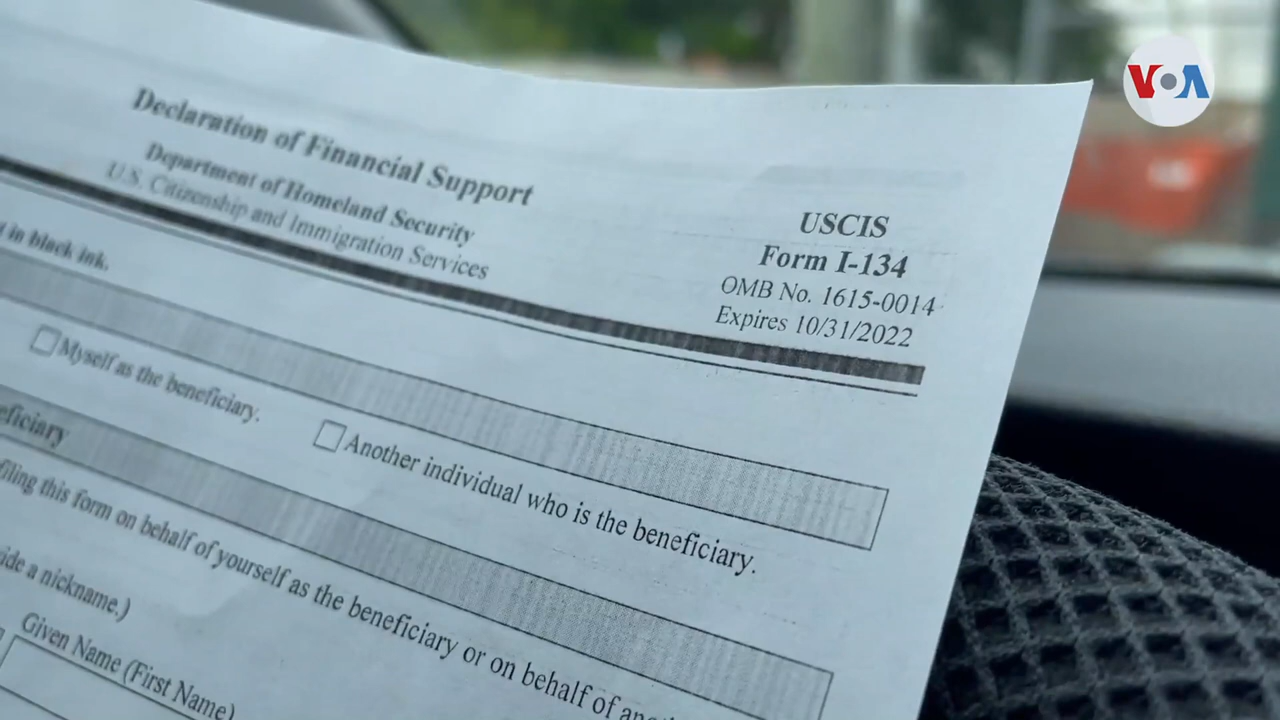 VOA
Declaration of Financial Support
Department of Homeland Security
U.S. Citizenship and Immigration Services
USCIS
Form I-134
OMB No. 1615-0014
Expires 10/31/2022
in black ink.
Myself as the beneficiary.
Another individual who is the beneficiary.
eficiary
filing this form on behalf of yourself as the beneficiary or on behalf of
ide a nickname.)
Given Name (First Name)